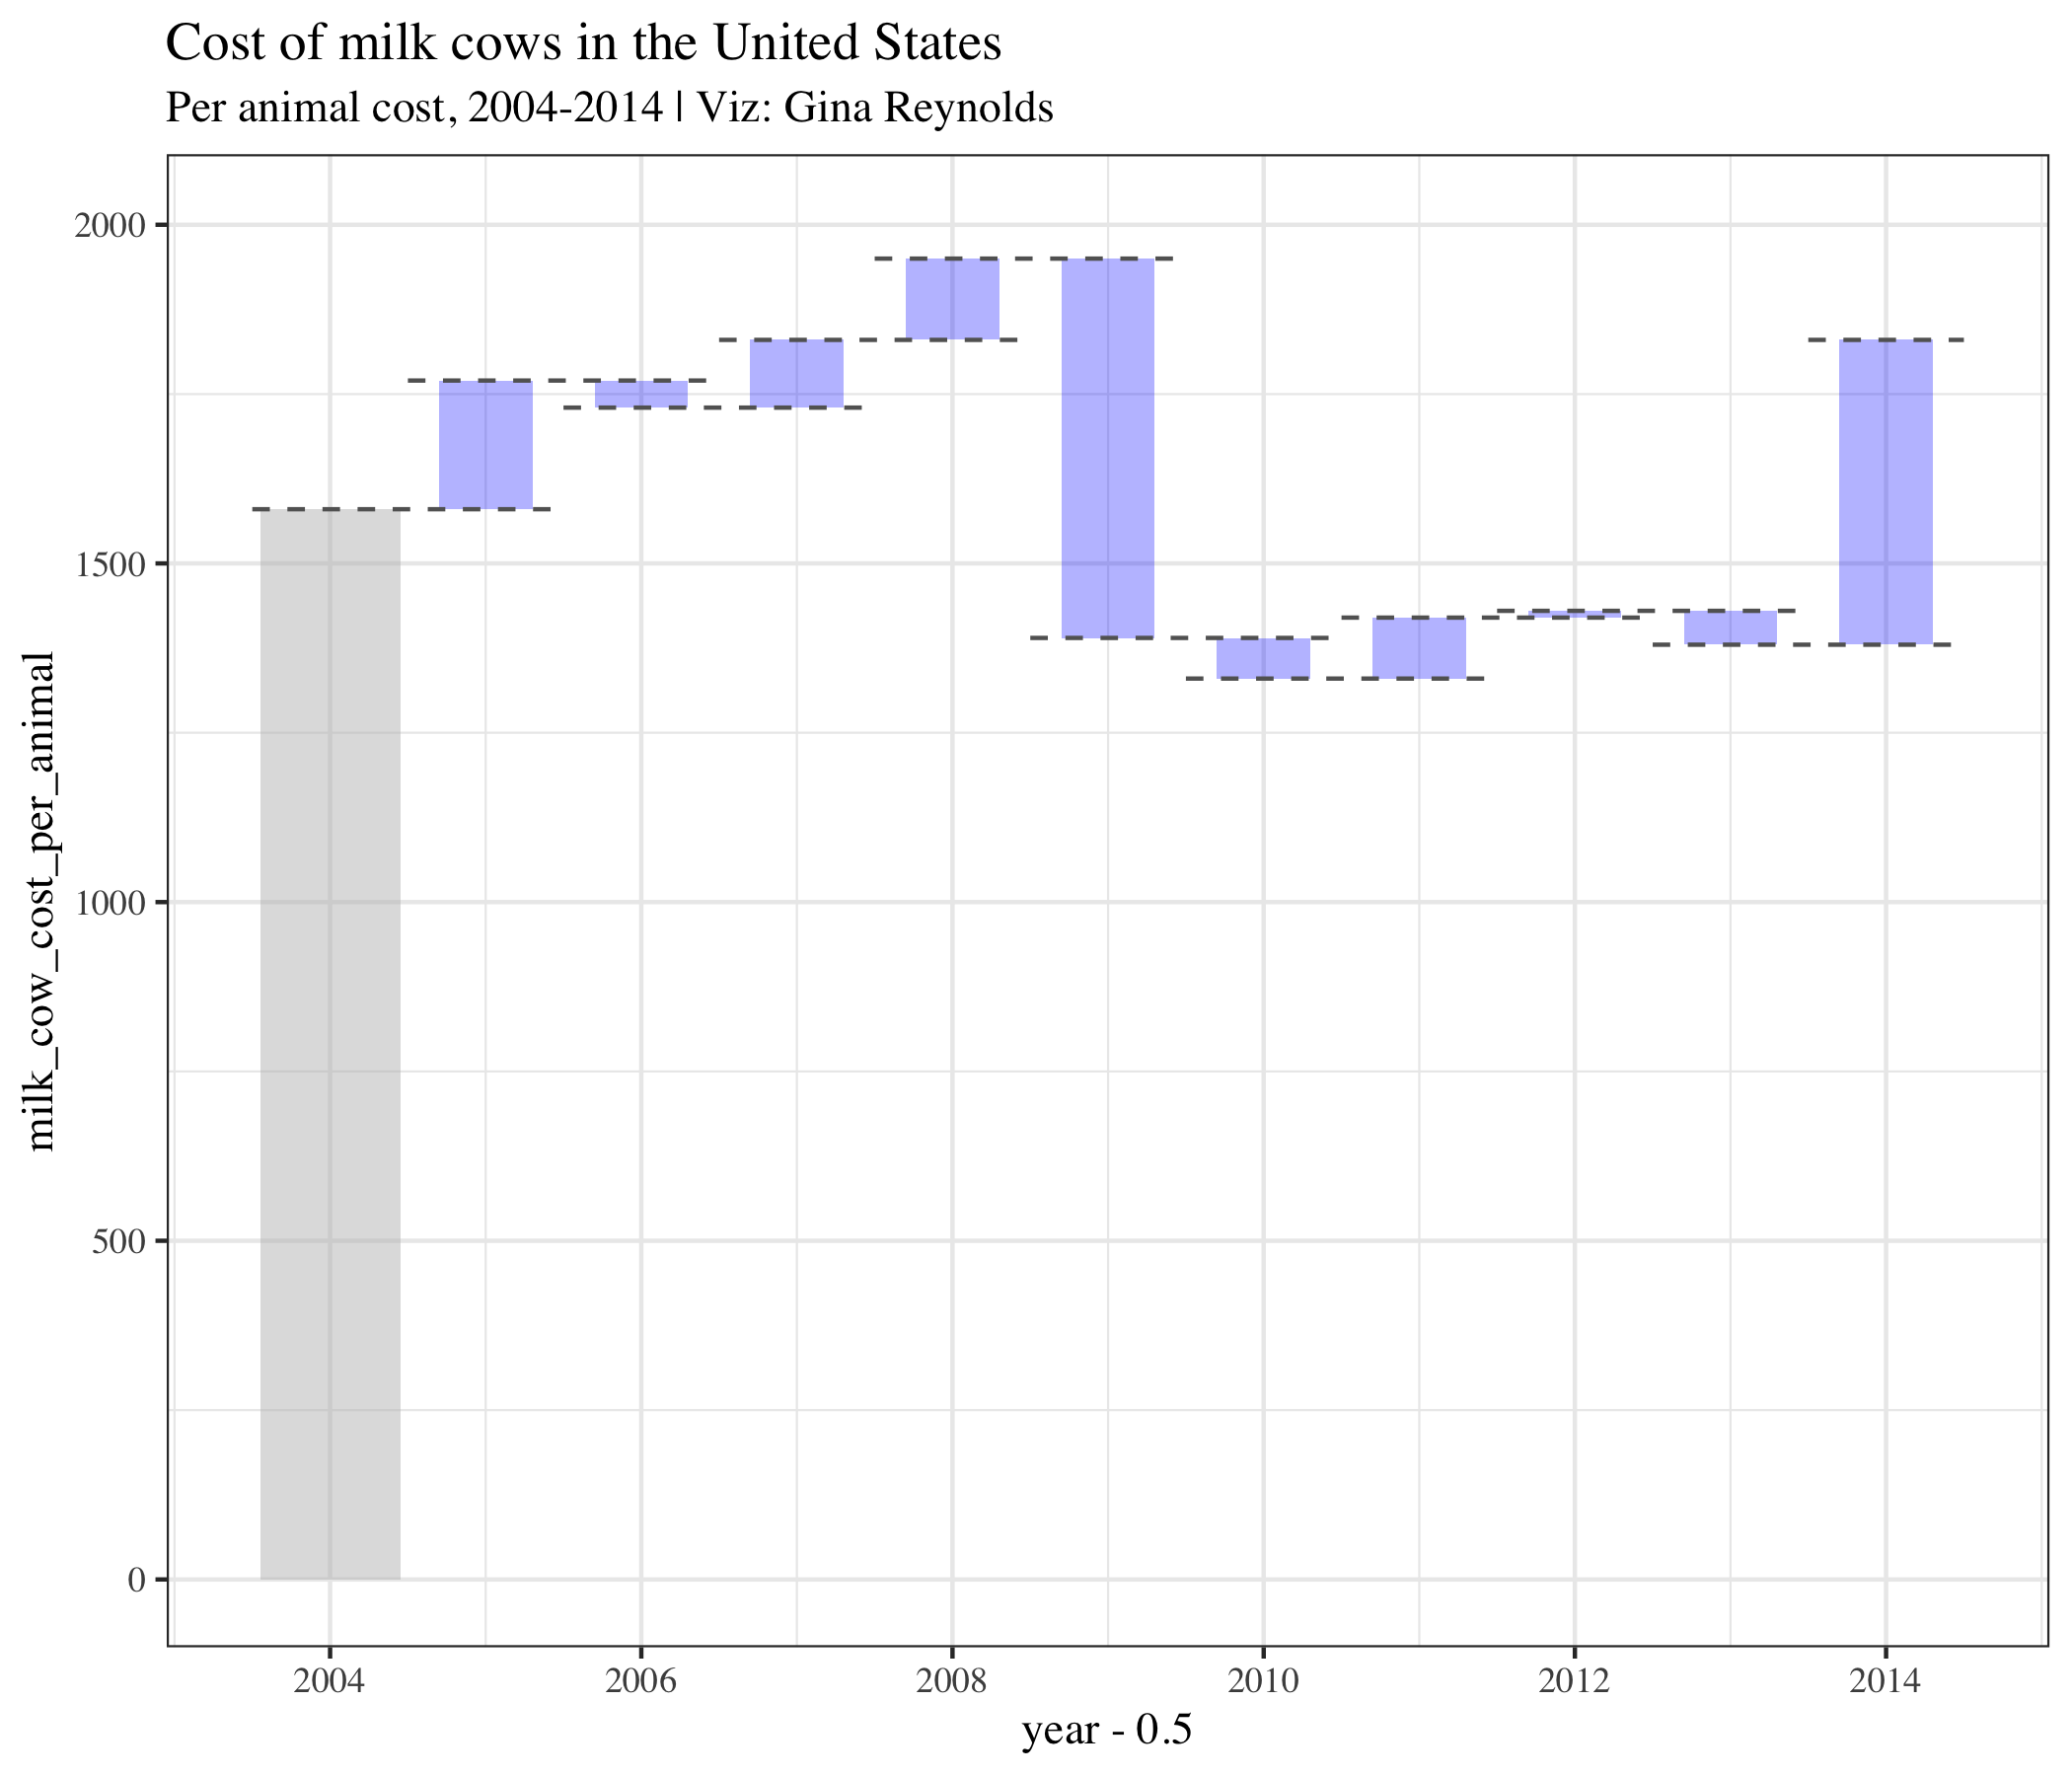 Cost of milk cows in the United States
Per animal cost, 2004-2014 | Viz: Gina Reynolds
milk_cow_cost_per_animal
2000
1500
1000
500
0
2004 2006 2008 2010 2012 2014
year - 0.5